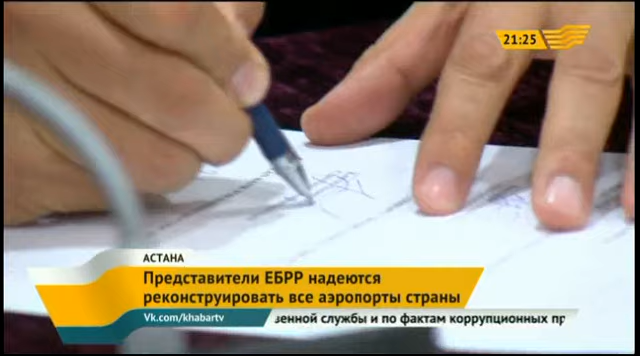 21:25
АСТАНА
Представители ЕБРР надеются
реконструировать все аэропорты страны
Vk.com/khabartv
венной службы и по фактам коррупционных пр